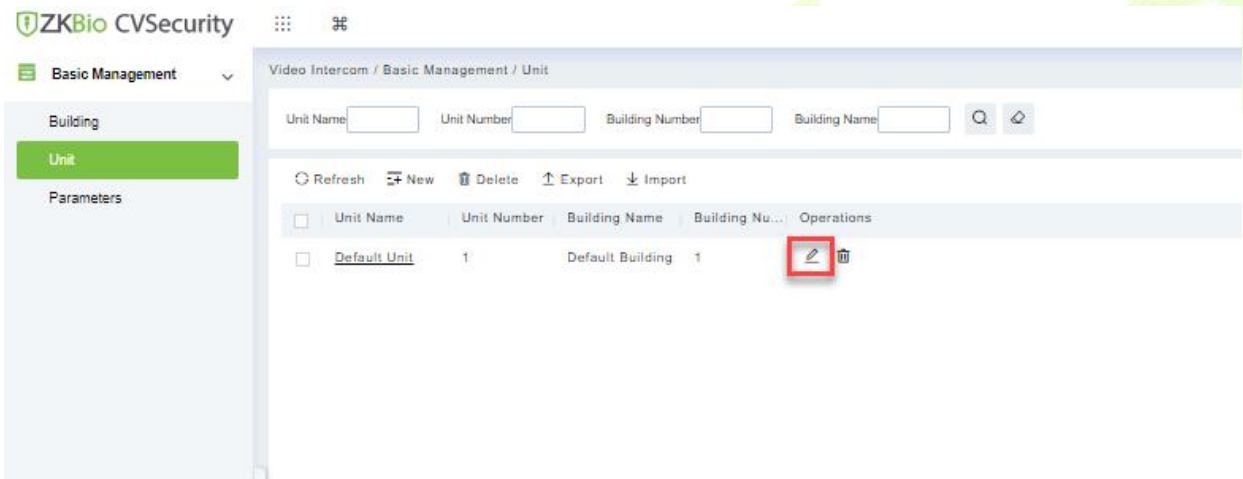 ZKBio CVSecurity
Basic Management
Video Intercom / Basic Management / Unit
Building
Unit
Parameters
Unit Name Unit Number Building Number Building Name
Refresh New Delete Export Import
Unit Name Unit Number Building Name Building Nu... Operations
Default Unit 1 Default Building 1